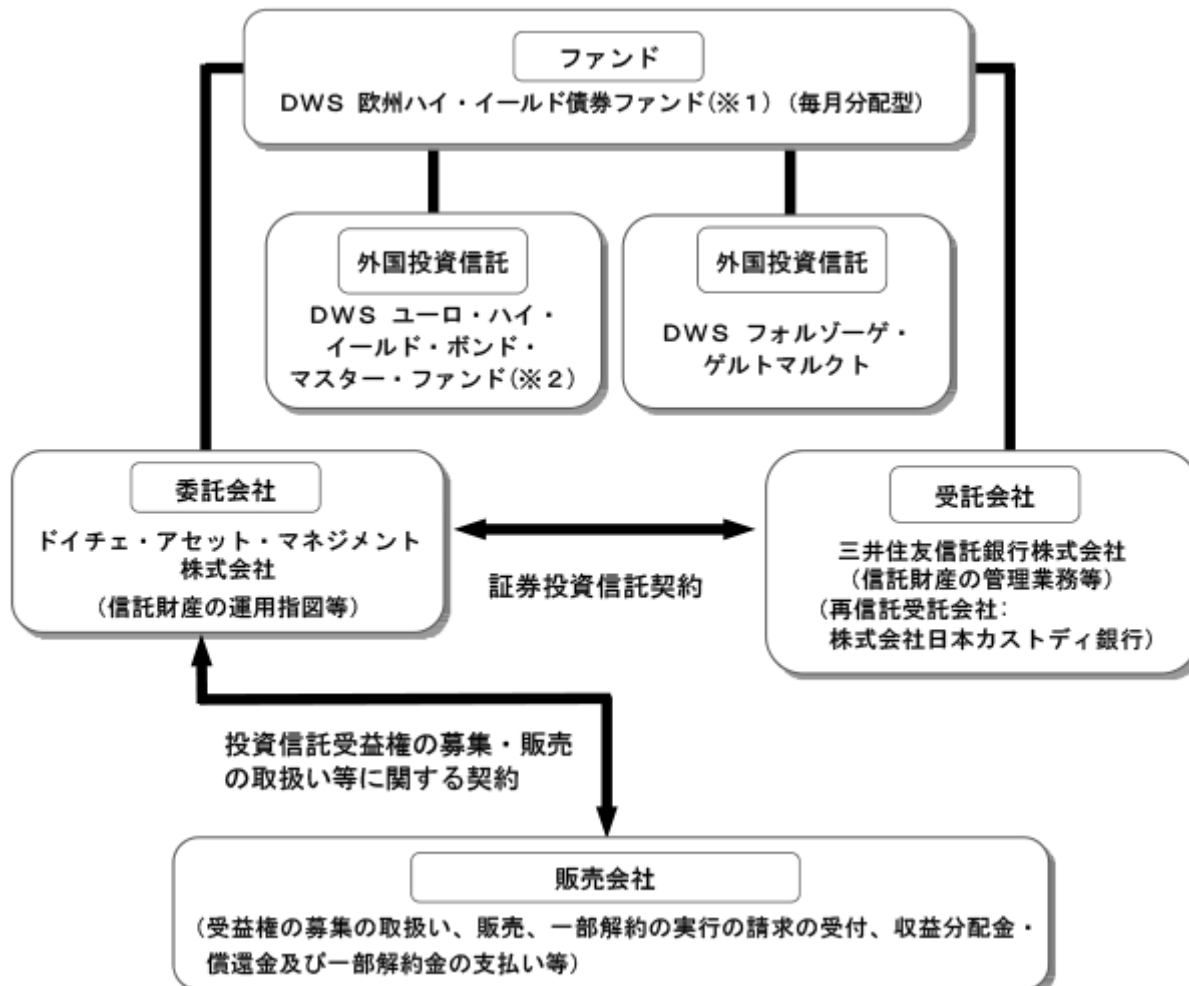 ファンド
DWS 欧州ハイ・イールド債券ファンド(※1)(毎月分配型)
外国投資信託
DWS ユーロ・ハイ・
イールド・ボンド・
マスター・ファンド(※2)
外国投資信託
DWS フォルゾーゲ・
ゲルトマルクト
委託会社
ドイチェ・アセット・マネジメント
株式会社
(信託財産の運用指図等)
証券投資信託契約
受託会社
三井住友信託銀行株式会社
(信託財産の管理業務等)
(再信託受託会社:
株式会社日本カストディ銀行)
投資信託受益権の募集・販売
の取扱い等に関する契約
販売会社
(受益権の募集の取扱い、販売、一部解約の実行の請求の受付、収益分配金・
償還金及び一部解約金の支払い等)